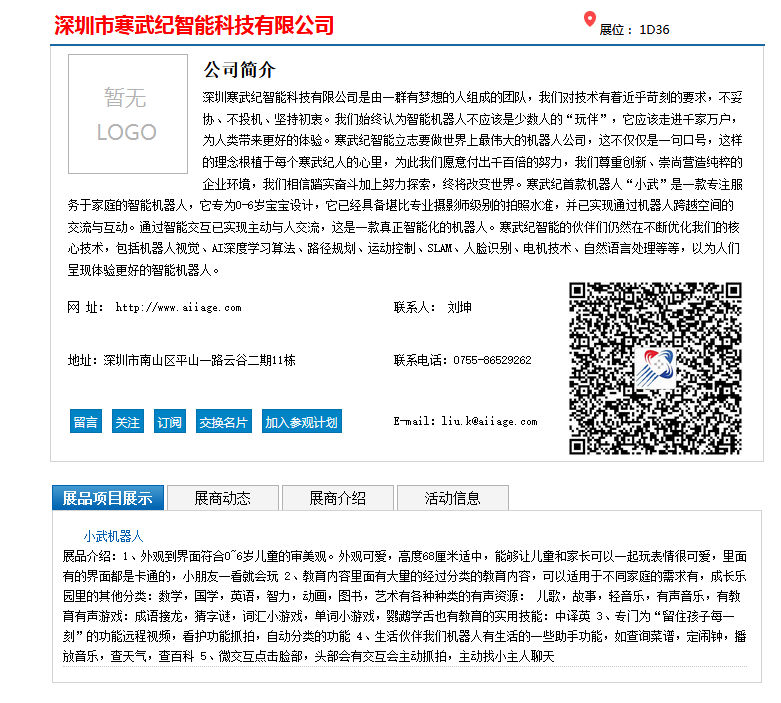 深圳市寒武纪智能科技有限公司
展位： 1D36
暂无
LOGO
公司简介
深圳寒武纪智能科技有限公司是由一群有梦想的人组成的团队，我们对技术有着近乎苛刻的要求，不妥
协、不投机、坚持初衷。我们始终认为智能机器人不应该是少数人的“玩伴”，它应该走进千家万户，
为人类带来更好的体验。寒武纪智能立志要做世界上最伟大的机器人公司，这不仅仅是一句口号，这样
的理念根植于每个寒武纪人的心里，为此我们愿意付出千百倍的努力，我们尊重创新、崇尚营造纯粹的
企业环境，我们相信踏实奋斗加上努力探索，终将改变世界。寒武纪首款机器人“小武”是一款专注服
务于家庭的智能机器人，它专为0-6岁宝宝设计，它已经具备堪比专业摄影师级别的拍照水准，并已实现通过机器人跨越空间的
交流与互动。通过智能交互已实现主动与人交流，这是一款真正智能化的机器人。寒武纪智能的伙伴们仍然在不断优化我们的核
心技术，包括机器人视觉、AI深度学习算法、路径规划、运动控制、SLAM、人脸识别、电机技术、自然语言处理等等，以为人们
呈现体验更好的智能机器人。
网 址： http://www.aiiage.com
联系人： 刘坤
地址：深圳市南山区平山一路云谷二期11栋
联系电话：0755-86529262
留言 关注 订阅 交换名片 加入参观计划
E-mail：liu.k@aiiage.com
展品项目展示 展商动态 展商介绍 活动信息
小武机器人
展品介绍：1、外观到界面符合0~6岁儿童的审美观。外观可爱，高度68厘米适中，能够让儿童和家长可以一起玩表情很可爱，里面
有的界面都是卡通的，小朋友一看就会玩 2、教育内容里面有大量的经过分类的教育内容，可以适用于不同家庭的需求有，成长乐
园里的其他分类：数学，国学，英语，智力，动画，图书，艺术有各种种类的有声资源： 儿歌，故事，轻音乐，有声音乐，有教
育有声游戏：成语接龙，猜字谜，词汇小游戏，单词小游戏，鹦鹉学舌也有教育的实用技能：中译英 3、专门为“留住孩子每一
刻”的功能远程视频，看护功能抓拍，自动分类的功能 4、生活伙伴我们机器人有生活的一些助手功能，如查询菜谱，定闹钟，播
放音乐，查天气，查百科 5、微交互点击脸部，头部会有交互会主动抓拍，主动找小主人聊天